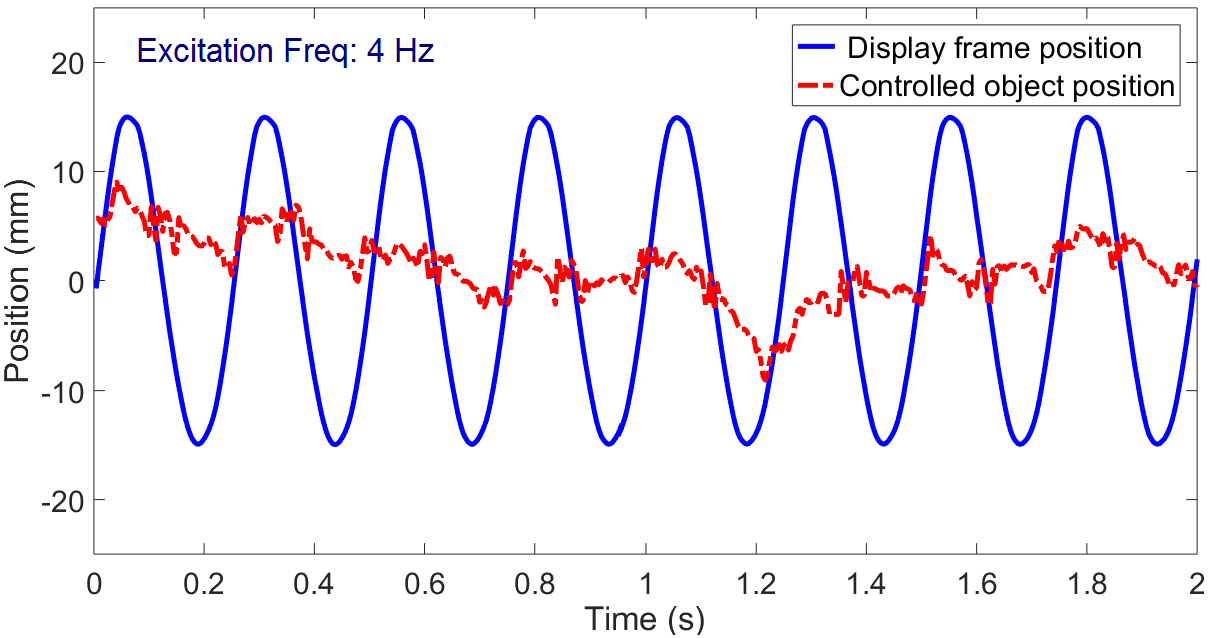 Excitation Freq: 4 Hz
Display frame position
Controlled object position
Position (mm)
20
10
0
-10
-20
0 0.2 0.4 0.6 0.8 1 1.2 1.4 1.6 1.8 2
Time (s)